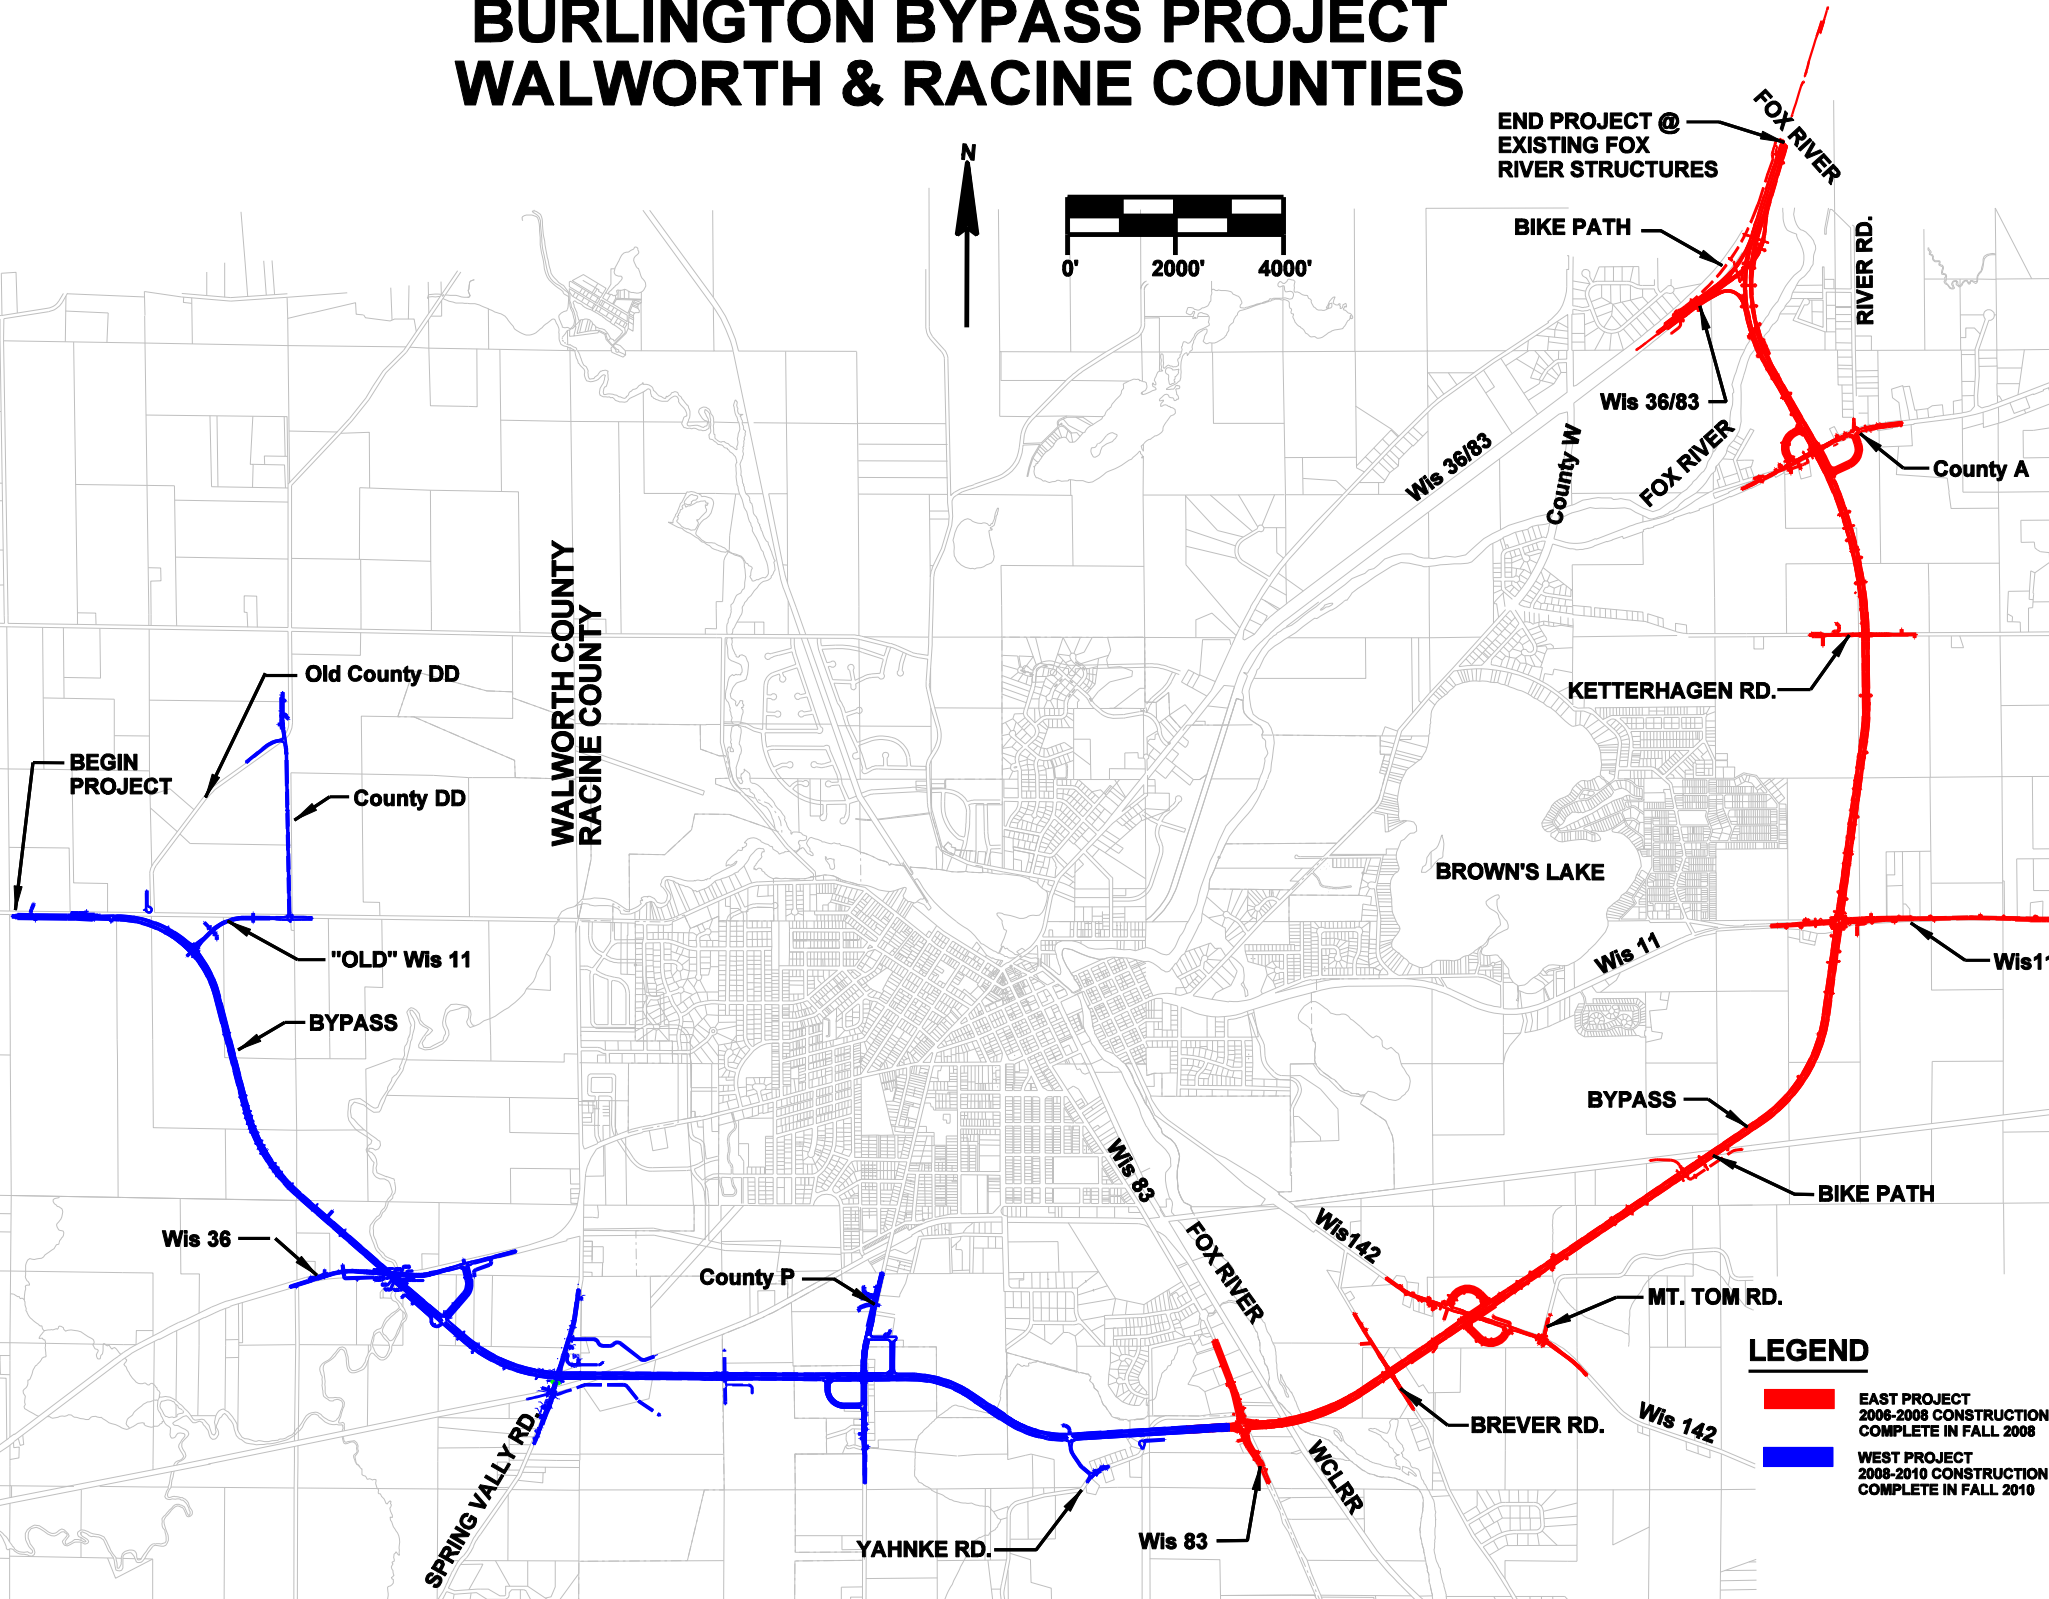 BURLINGTON BYPASS PROJECT
WALWORTH & RACINE COUNTIES
N
0' 2000' 4000'
END PROJECT @
EXISTING FOX
RIVER STRUCTURES
FOX RIVER
BIKE PATH
RIVER RD.
Wis 36/83
Wis 36/83
County W
FOX RIVER
County A
WALWORTH COUNTY
RACINE COUNTY
Old County DD
KETTERHAGEN RD.
BEGIN
PROJECT
County DD
BROWN'S LAKE
"OLD" Wis 11
Wis 11
Wis11
BYPASS
BYPASS
Wis 83
BIKE PATH
Wis 36
County P
FOX RIVER
Wis142
MT. TOM RD.
SPRING VALLY RD.
BREVER RD.
Wis 142
WCLRR
YAHNKE RD.
Wis 83
LEGEND
EAST PROJECT
2006-2008 CONSTRUCTION
COMPLETE IN FALL 2008
WEST PROJECT
2008-2010 CONSTRUCTION
COMPLETE IN FALL 2010